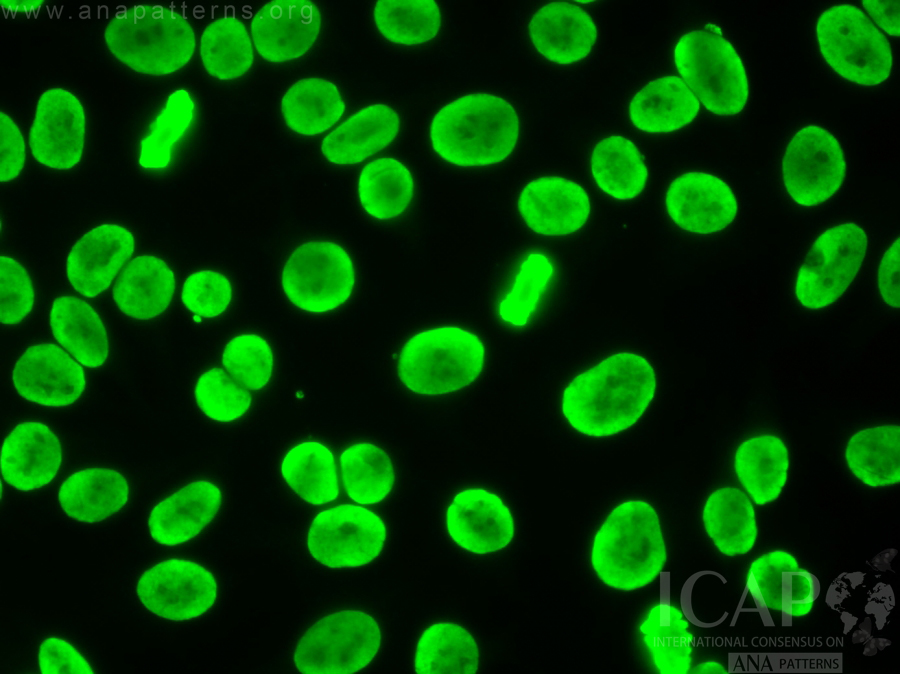 www.anapatterns.org
ICAP
INTERNATIONAL CONSENSUS ON
ANA PATTERNS